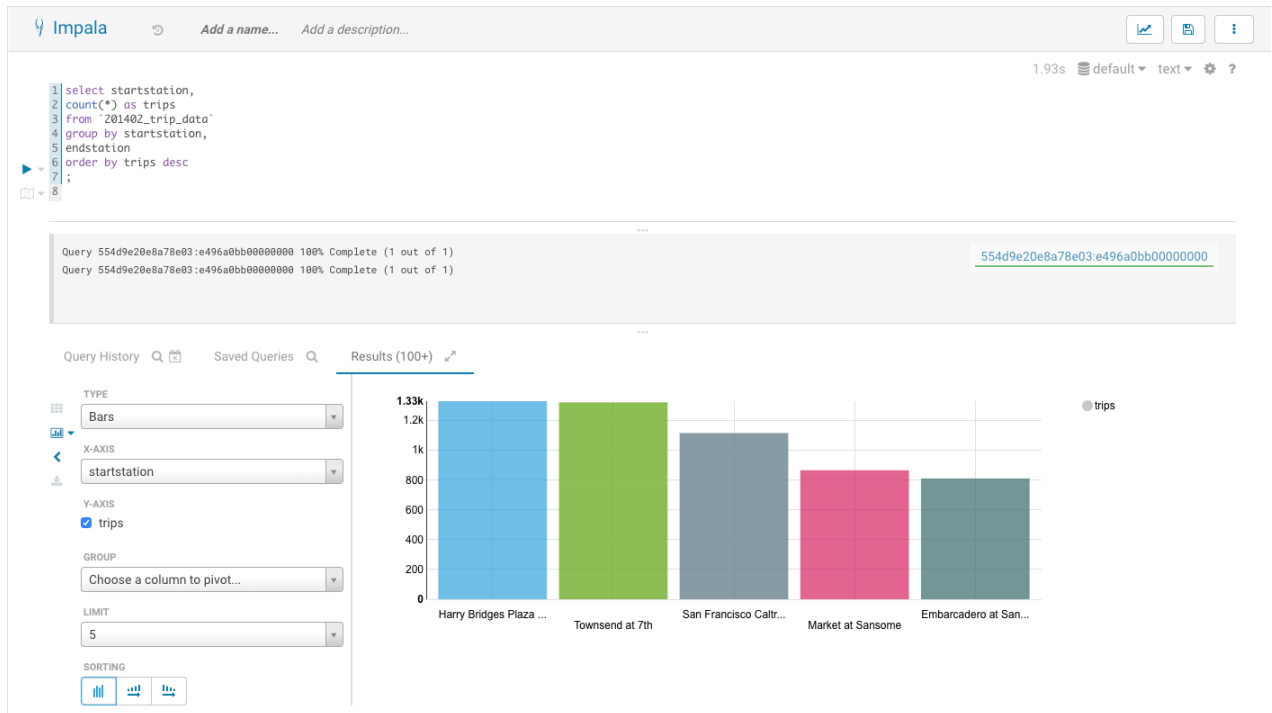 Impala Add a name... Add a description...
1.93s default text ?
1 select startstation,
2 count(*) as trips
3 from `201402_trip_data`
4 group by startstation,
5 endstation
6 order by trips desc
7 ;
8
Query 554d9e20e8a78e03:e496a0bb00000000 100% Complete (1 out of 1)
Query 554d9e20e8a78e03:e496a0bb00000000 100% Complete (1 out of 1)
554d9e20e8a78e03:e496a0bb00000000
Query History Saved Queries Results (100+)
TYPE
Bars
X-AXIS
startstation
Y-AXIS
trips
GROUP
Choose a column to pivot...
LIMIT
5
SORTING
1.33k
1.2k
1k
800
600
400
200
0
Harry Bridges Plaza ...
Townsend at 7th
San Francisco Caltr...
Market at Sansome
Embarcadero at San...
trips